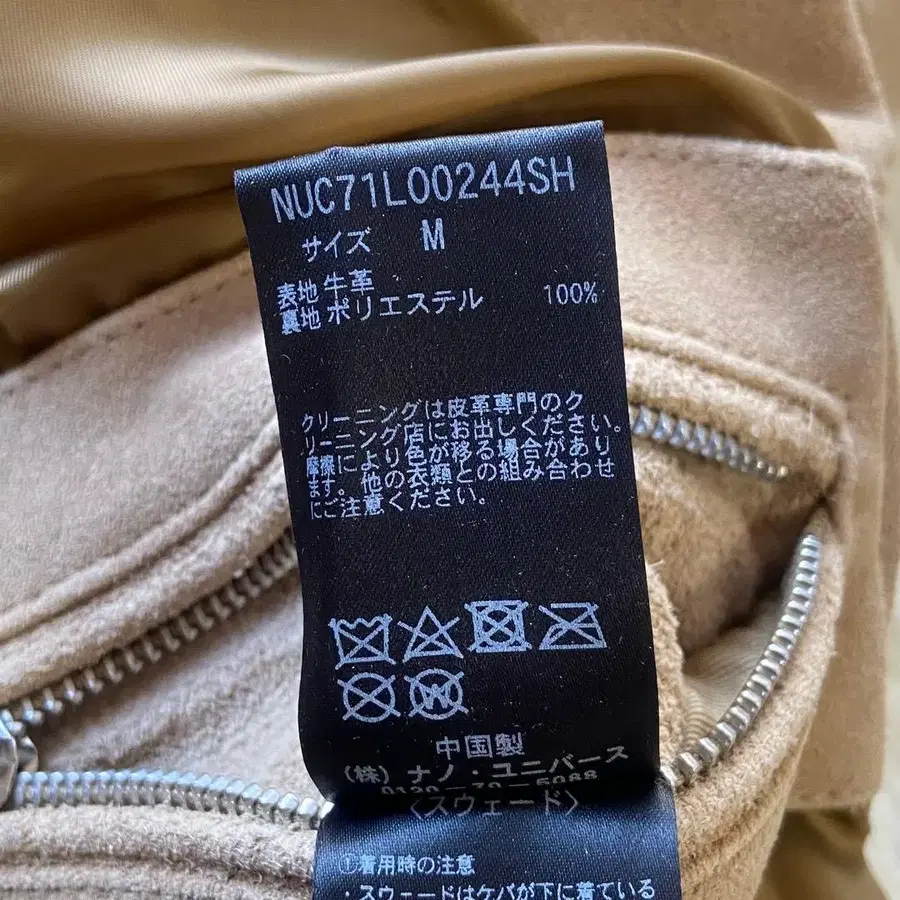 NUC71L00244SH
サイズ M
表地 牛革
裏地 ポリエステル 100%
クリーニングは皮革専門のク
リーニング店にお出しください。
摩擦により色が移る場合があり
ます。他の衣類との組み合わせ
にご注意ください。
W
中国製
(株) ナノ・ユニバース
0120-70-5088
〈スウェード〉
①着用時の注意
・スウェードはケバが下に着ている